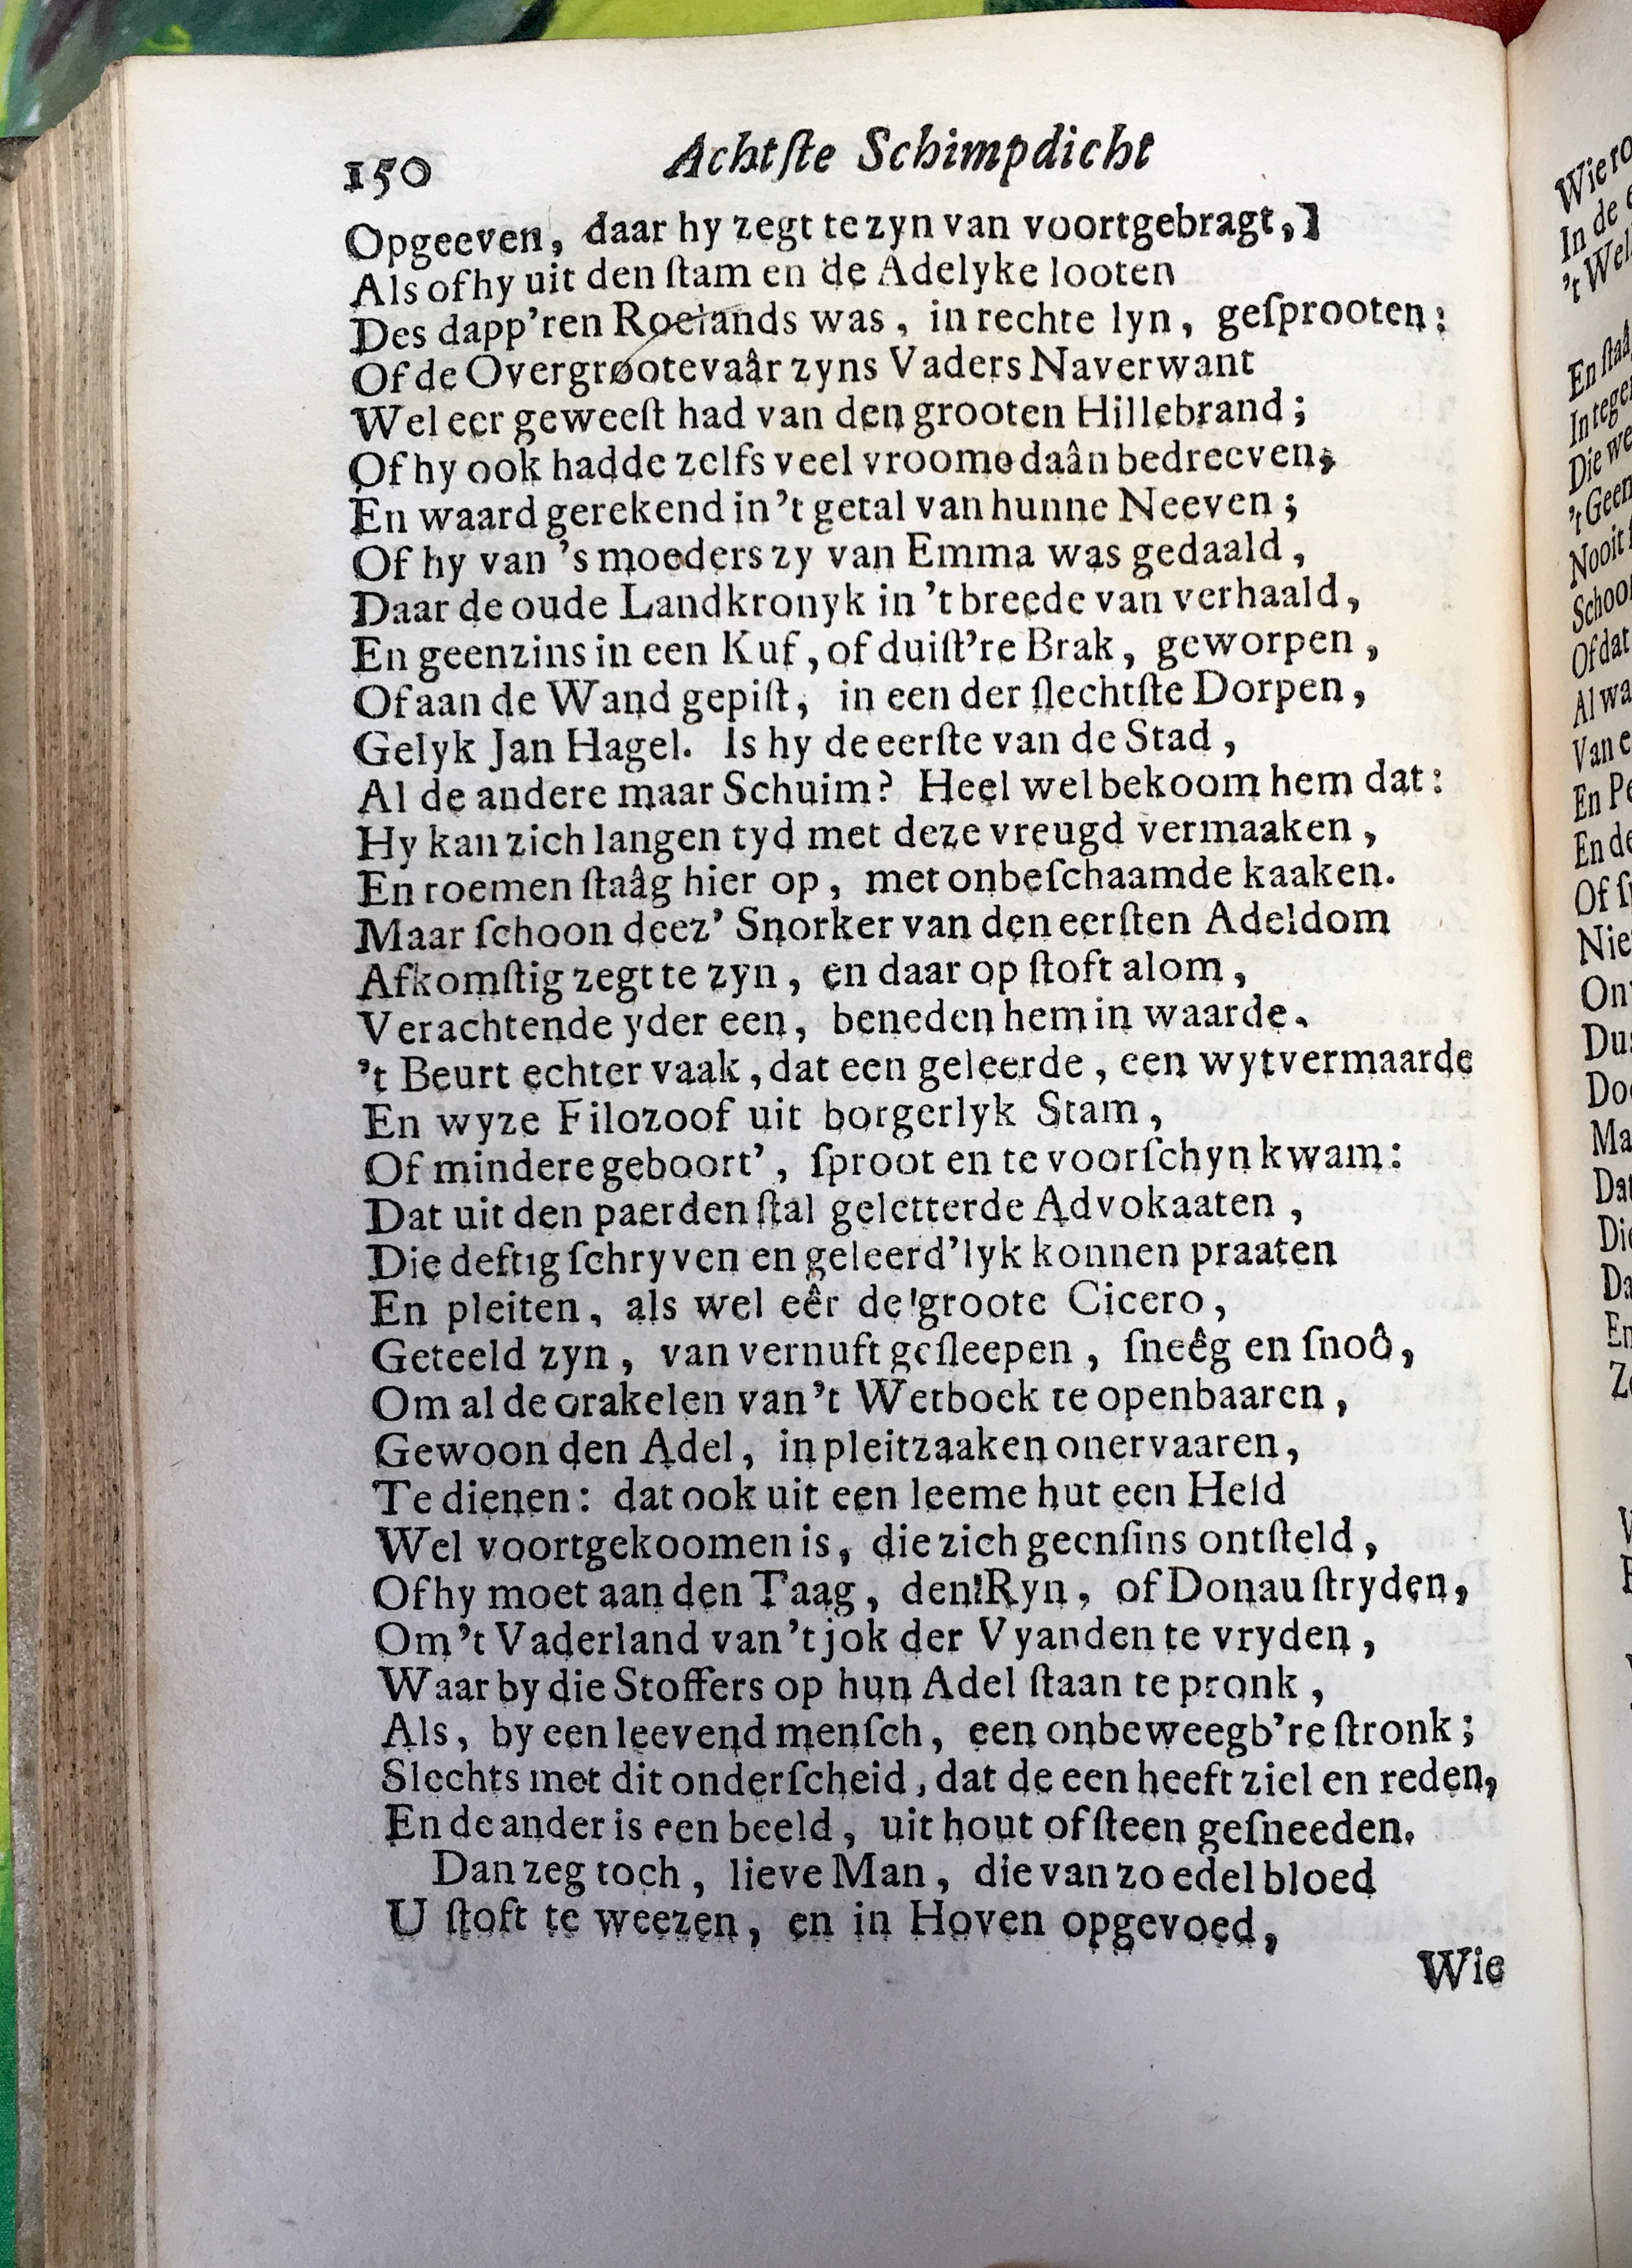 150 Achtſte Schimpdicht
Opgeeven, daar hy zegt te zyn van voortgebragt,]
Als of hy uit den ſtam en de Adelyke looten
Des dapp'ren Roelands was, in rechte lyn, geſprooten:
Of de Overgrootevaâr zyns Vaders Naverwant
Wel eer geweeſt had van den grooten Hillebrand;
Of hy ook hadde zelfs veel vroome daân bedreeven,
En waard gerekend in 't getal van hunne Neeven;
Of hy van 's moeders zy van Emma was gedaald,
Daar de oude Landkronyk in 't breede van verhaald,
En geenzins in een Kuf, of duiſt're Brak, geworpen,
Of aan de Wand gepiſt, in een der ſlechtſte Dorpen,
Gelyk Jan Hagel. Is hy de eerſte van de Stad,
Al de andere maar Schuim? Heel wel bekoom hem dat:
Hy kan zich langen tyd met deze vreugd vermaaken,
En roemen ſtaâg hier op, met onbeſchaamde kaaken.
Maar ſchoon deez' Snorker van den eerſten Adeldom
Afkomſtig zegt te zyn, en daar op ſtoft alom,
Verachtende yder een, beneden hem in waarde.
't Beurt echter vaak, dat een geleerde, een wytvermaarde
En wyze Filozoof uit borgerlyk Stam,
Of mindere geboort', ſproot en te voorſchyn kwam:
Dat uit den paerden ſtal geletterde Advokaaten,
Die deftig ſchryven en geleerd'lyk konnen praaten
En pleiten, als wel eêr de groote Cicero,
Geteeld zyn, van vernuft geſleepen, ſneêg en ſnoô,
Om al de orakelen van 't Wetboek te openbaaren,
Gewoon den Adel, in pleitzaaken onervaaren,
Te dienen: dat ook uit een leeme hut een Held
Wel voortgekoomen is, die zich geenſins ontſteld,
Of hy moet aan den Taag, den Ryn, of Donau ſtryden,
Om 't Vaderland van 't jok der Vyanden te vryden,
Waar by die Stoffers op hun Adel ſtaan te pronk,
Als, by een leevend menſch, een onbeweegb're ſtronk;
Slechts met dit onderſcheid, dat de een heeft ziel en reden,
En de ander is een beeld, uit hout of ſteen geſneeden.
Dan zeg toch, lieve Man, die van zo edel bloed
U ſtoft te weezen, en in Hoven opgevoed,
Wie